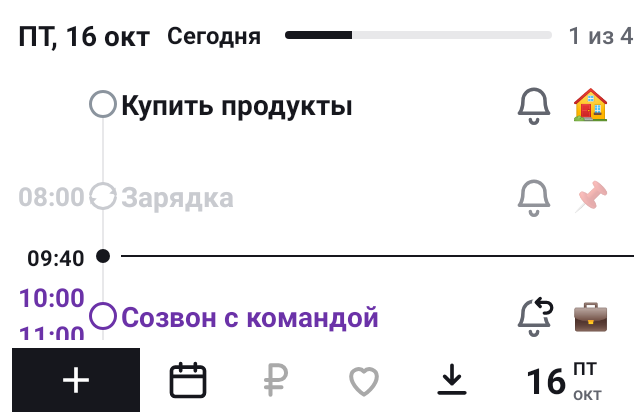 ПТ, 16 окт Сегодня 1 из 4
Купить продукты
08:00 Зарядка
09:40
10:00
Созвон с командой
11:00
16 ПТ
окт